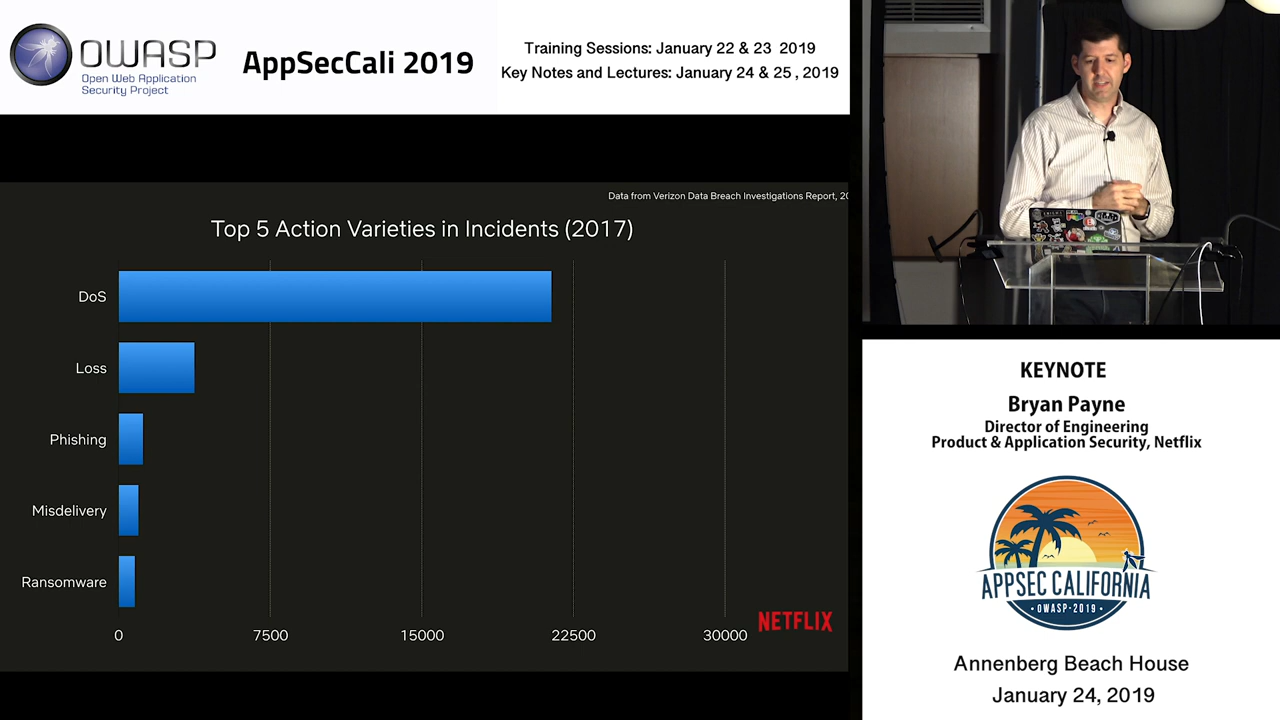 OWASP
Open Web Application
Security Project
AppSecCali 2019
Training Sessions: January 22 & 23 2019
Key Notes and Lectures: January 24 & 25 , 2019
Data from Verizon Data Breach Investigations Report, 20
Top 5 Action Varieties in Incidents (2017)
DoS
Loss
Phishing
Misdelivery
Ransomware
0 7500 15000 22500 30000
NETFLIX
KEYNOTE
Bryan Payne
Director of Engineering
Product & Application Security, Netflix
APPSEC CALIFORNIA
• OWASP-2019 •
Annenberg Beach House
January 24, 2019